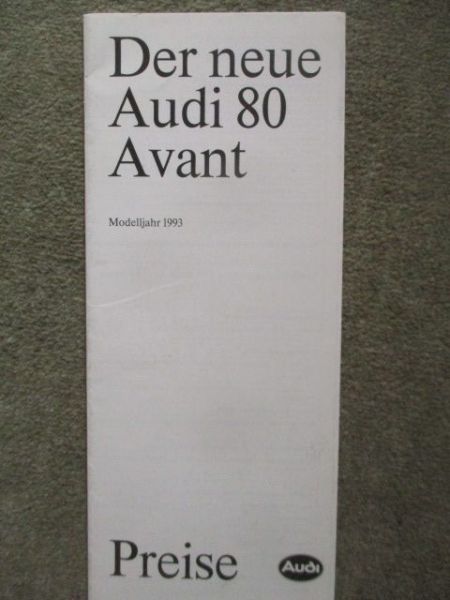 Der neue
Audi 80
Avant
Modelljahr 1993
Preise
Audi